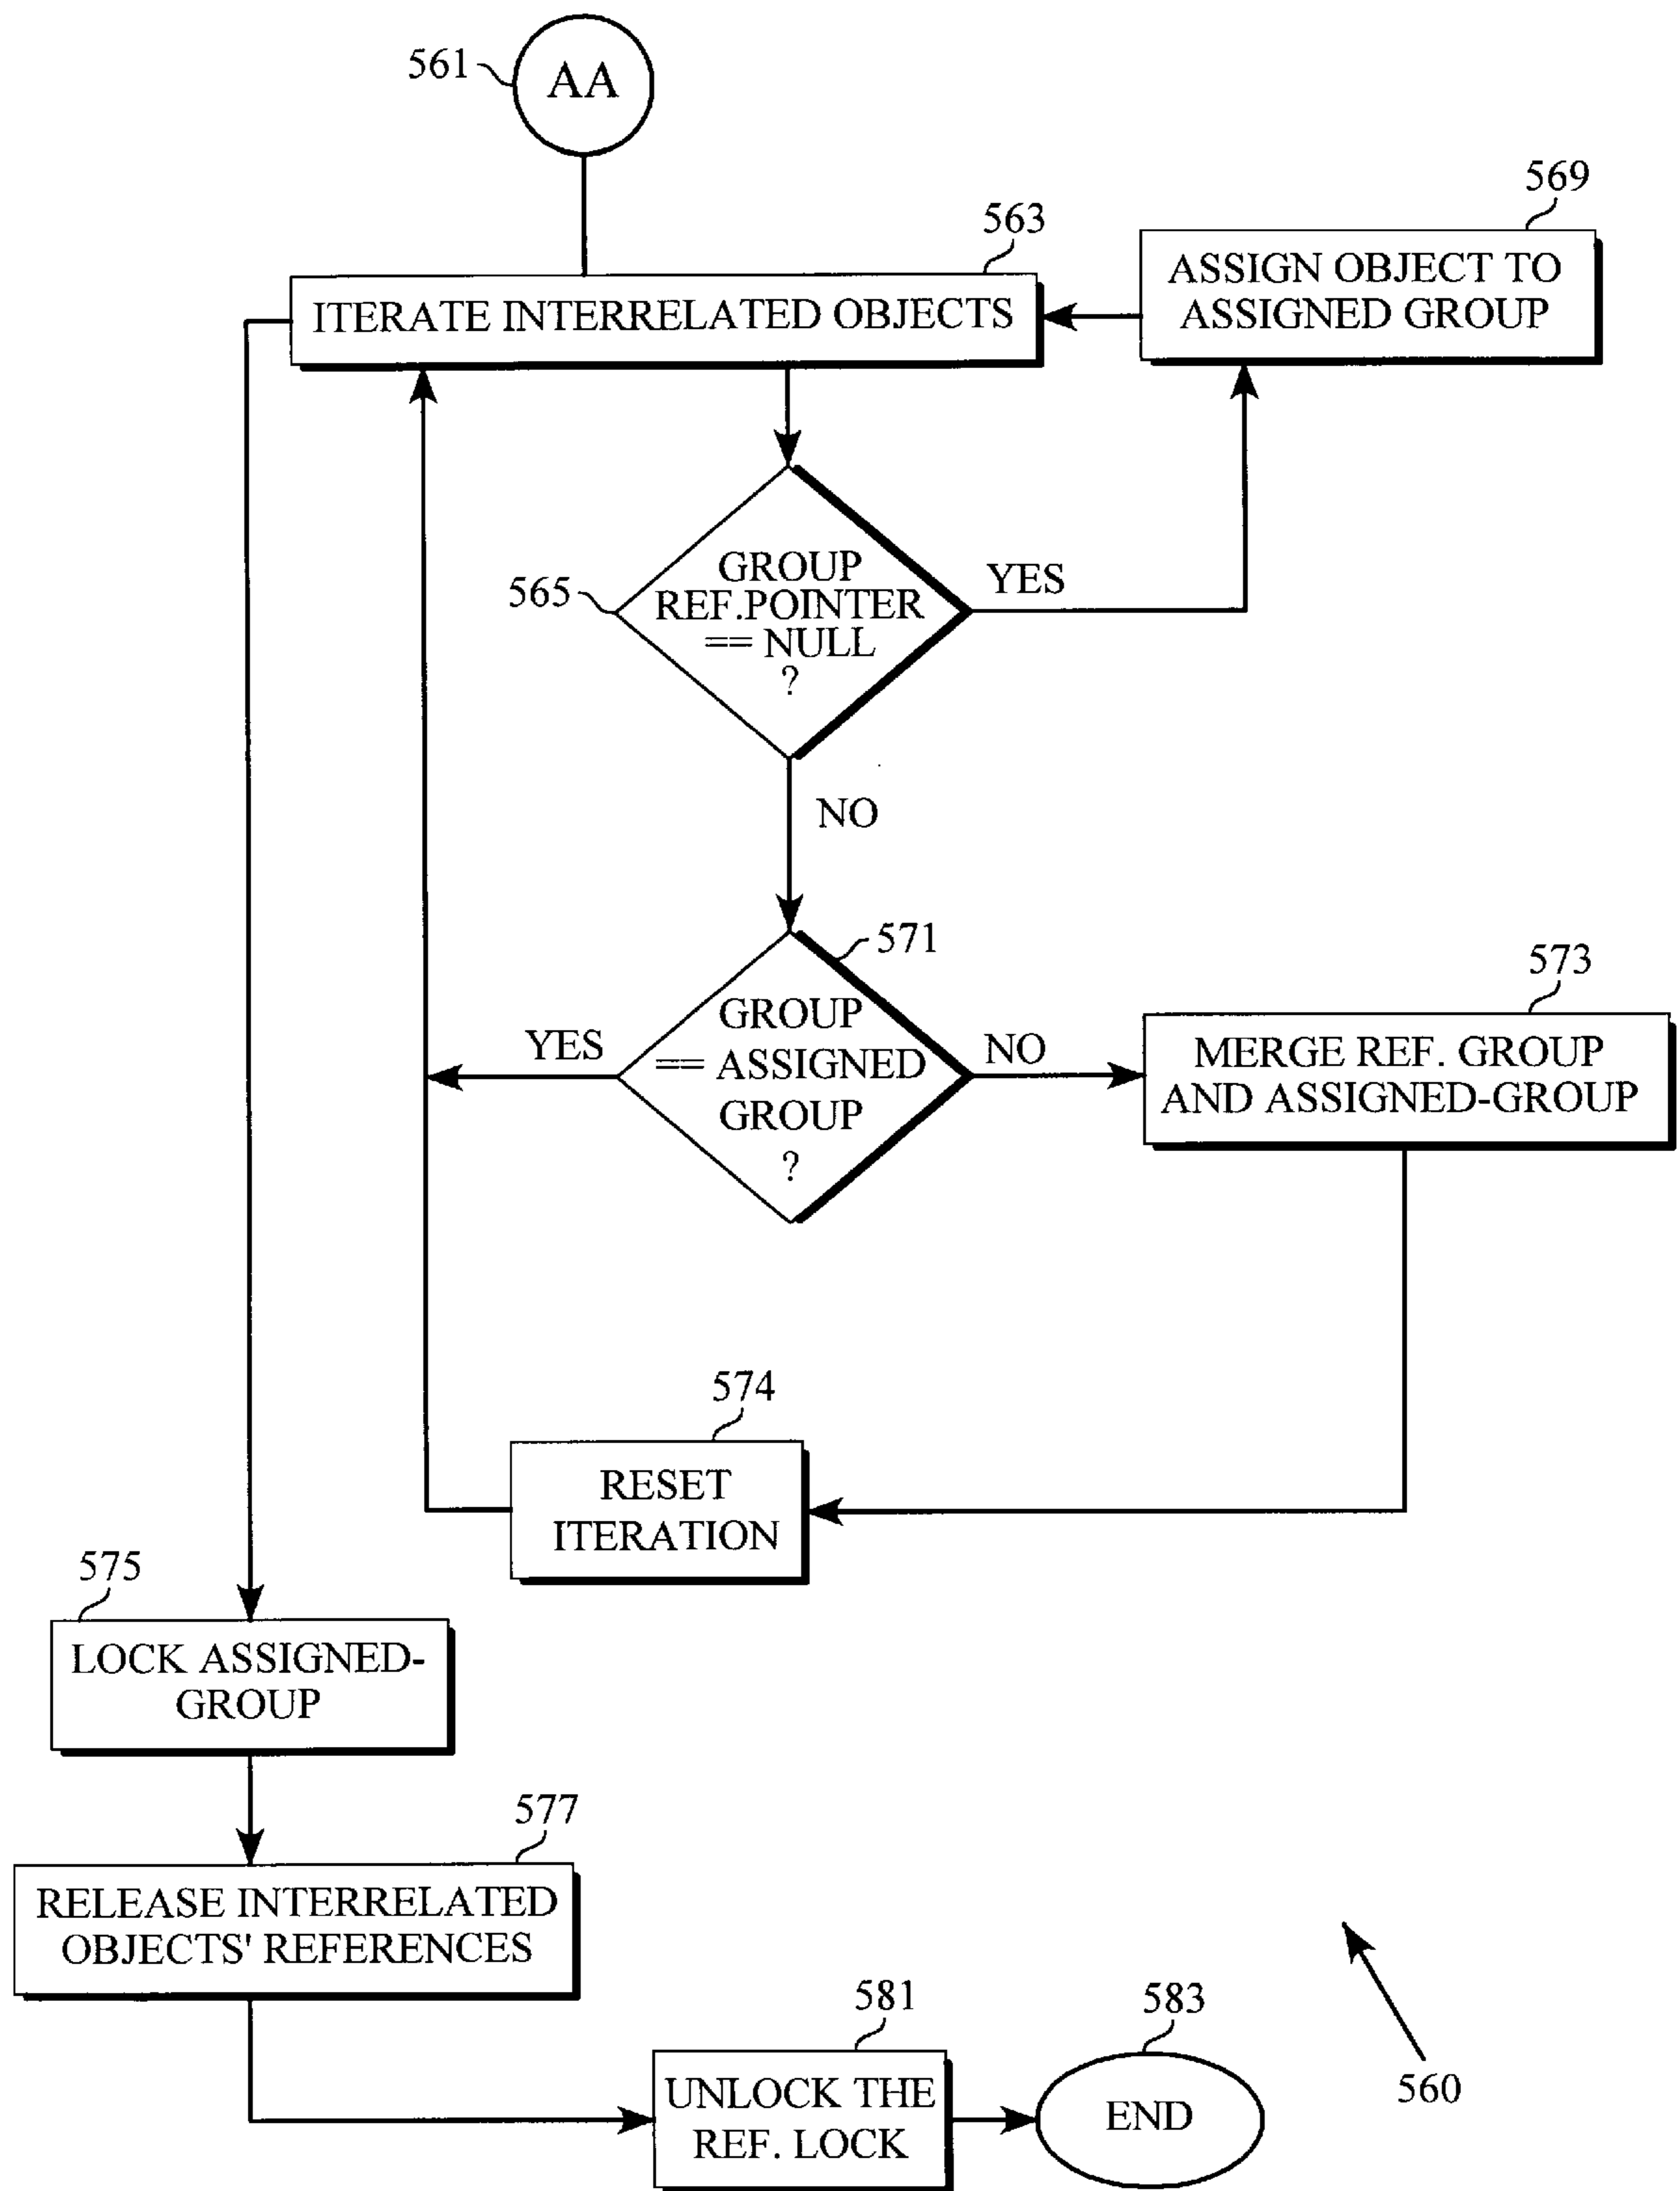 561
AA
563
ITERATE INTERRELATED OBJECTS
569
ASSIGN OBJECT TO
ASSIGNED GROUP
565
GROUP
REF.POINTER
== NULL
?
YES
NO
571
GROUP
== ASSIGNED
GROUP
?
YES
NO
573
MERGE REF. GROUP
AND ASSIGNED-GROUP
574
RESET
ITERATION
575
LOCK ASSIGNED-
GROUP
577
RELEASE INTERRELATED
OBJECTS' REFERENCES
581
UNLOCK THE
REF. LOCK
583
END
560